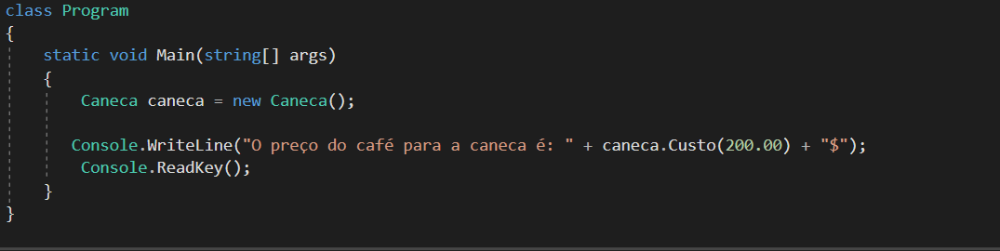 class Program
{
static void Main(string[] args)
{
Caneca caneca = new Caneca();
Console.WriteLine("O preço do café para a caneca é: " + caneca.Custo(200.00) + "$");
Console.ReadKey();
}
}